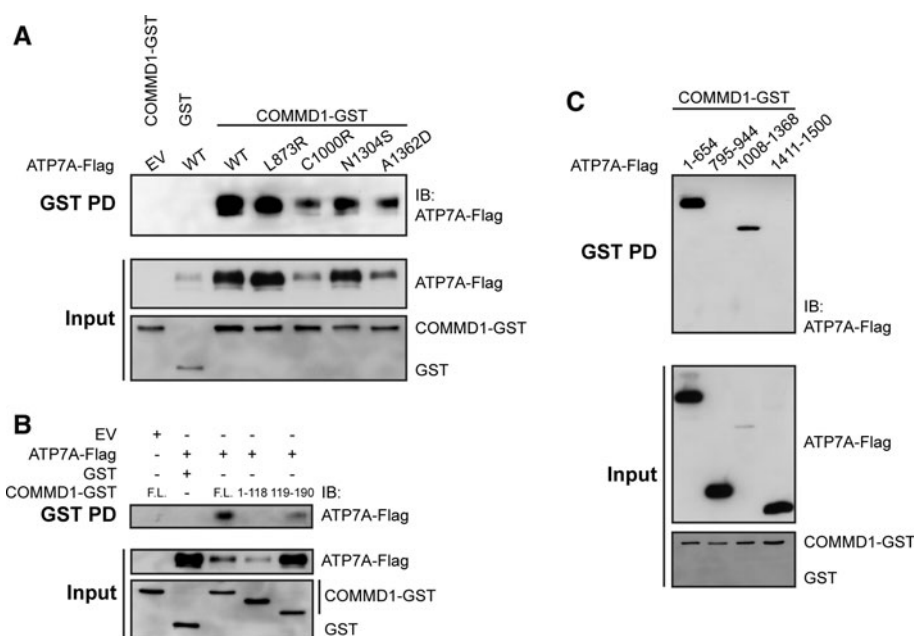 A
COMMD1-GST
GST
COMMD1-GST
ATP7A-Flag EV WT WT L873R C1000R N1304S A1362D
GST PD
IB:
ATP7A-Flag
Input
ATP7A-Flag
COMMD1-GST
GST
B
EV + - - - -
ATP7A-Flag - + + + +
GST - + - - -
COMMD1-GST F.L. - F.L. 1-118 119-190 IB:
GST PD ATP7A-Flag
Input
ATP7A-Flag
COMMD1-GST
GST
C
COMMD1-GST
ATP7A-Flag 1-654 795-944 1008-1368 1411-1500
GST PD
IB:
ATP7A-Flag
Input
ATP7A-Flag
COMMD1-GST
GST